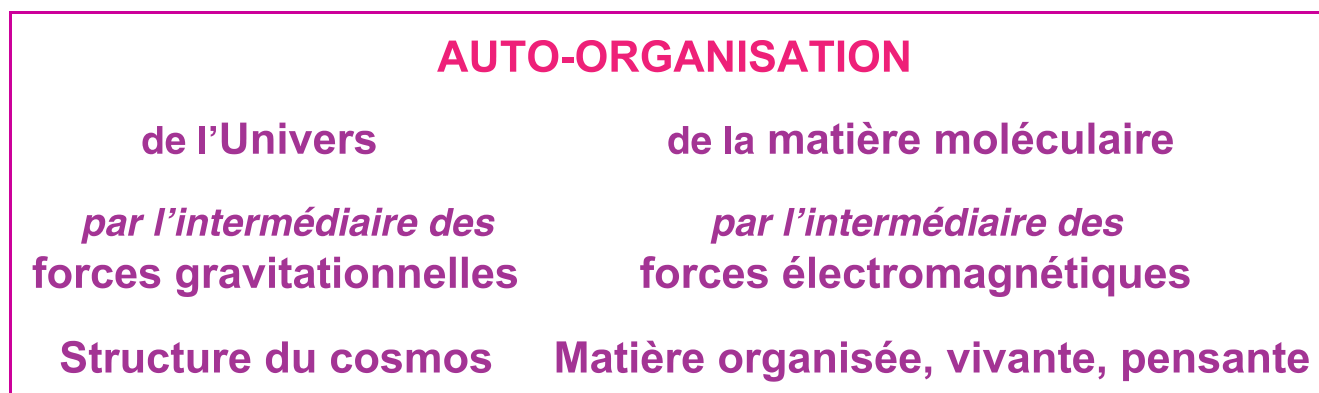 AUTO-ORGANISATION
de l’Univers
de la matière moléculaire
par l’intermédiaire des
par l’intermédiaire des
forces gravitationnelles
forces électromagnétiques
Structure du cosmos
Matière organisée, vivante, pensante